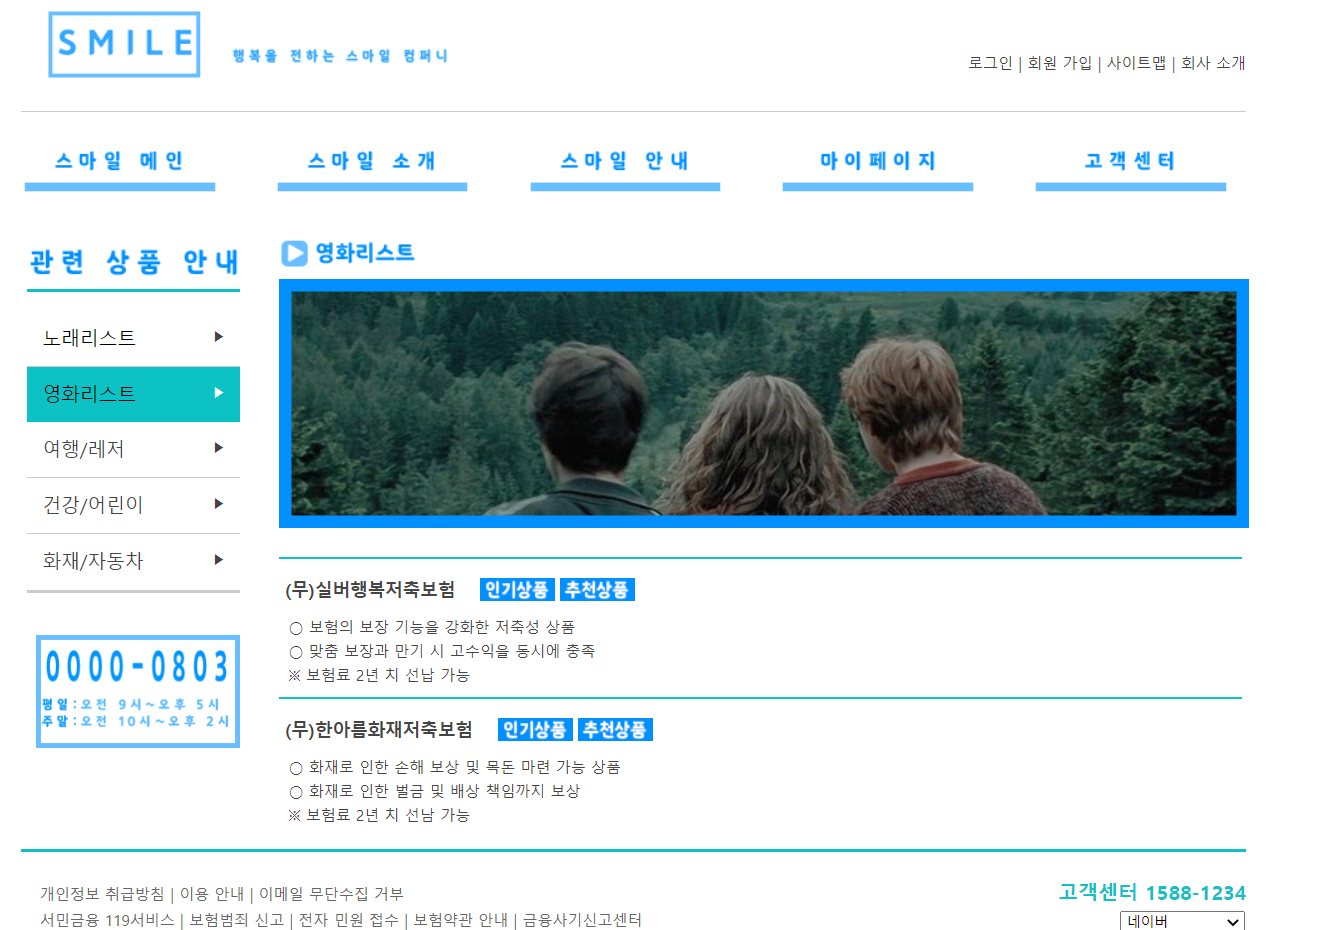 SMILE 행복을 전하는 스마일 컴퍼니
로그인 | 회원 가입 | 사이트맵 | 회사 소개
스마일 메인 스마일 소개 스마일 안내 마이페이지 고객센터
관련 상품 안내
노래리스트
영화리스트
여행/레저
건강/어린이
화재/자동차
0000-0803
평일:오전 9시~오후 5시
주말:오전 10시~오후 2시
영화리스트
(무)실버행복저축보험 인기상품 추천상품
○ 보험의 보장 기능을 강화한 저축성 상품
○ 맞춤 보장과 만기 시 고수익을 동시에 충족
※ 보험료 2년 치 선납 가능
(무)한아름화재저축보험 인기상품 추천상품
○ 화재로 인한 손해 보상 및 목돈 마련 가능 상품
○ 화재로 인한 벌금 및 배상 책임까지 보상
※ 보험료 2년 치 선남 가능
개인정보 취급방침 | 이용 안내 | 이메일 무단수집 거부
서민금융 119서비스 | 보험범죄 신고 | 전자 민원 접수 | 보험약관 안내 | 금융사기신고센터
고객센터 1588-1234
네이버